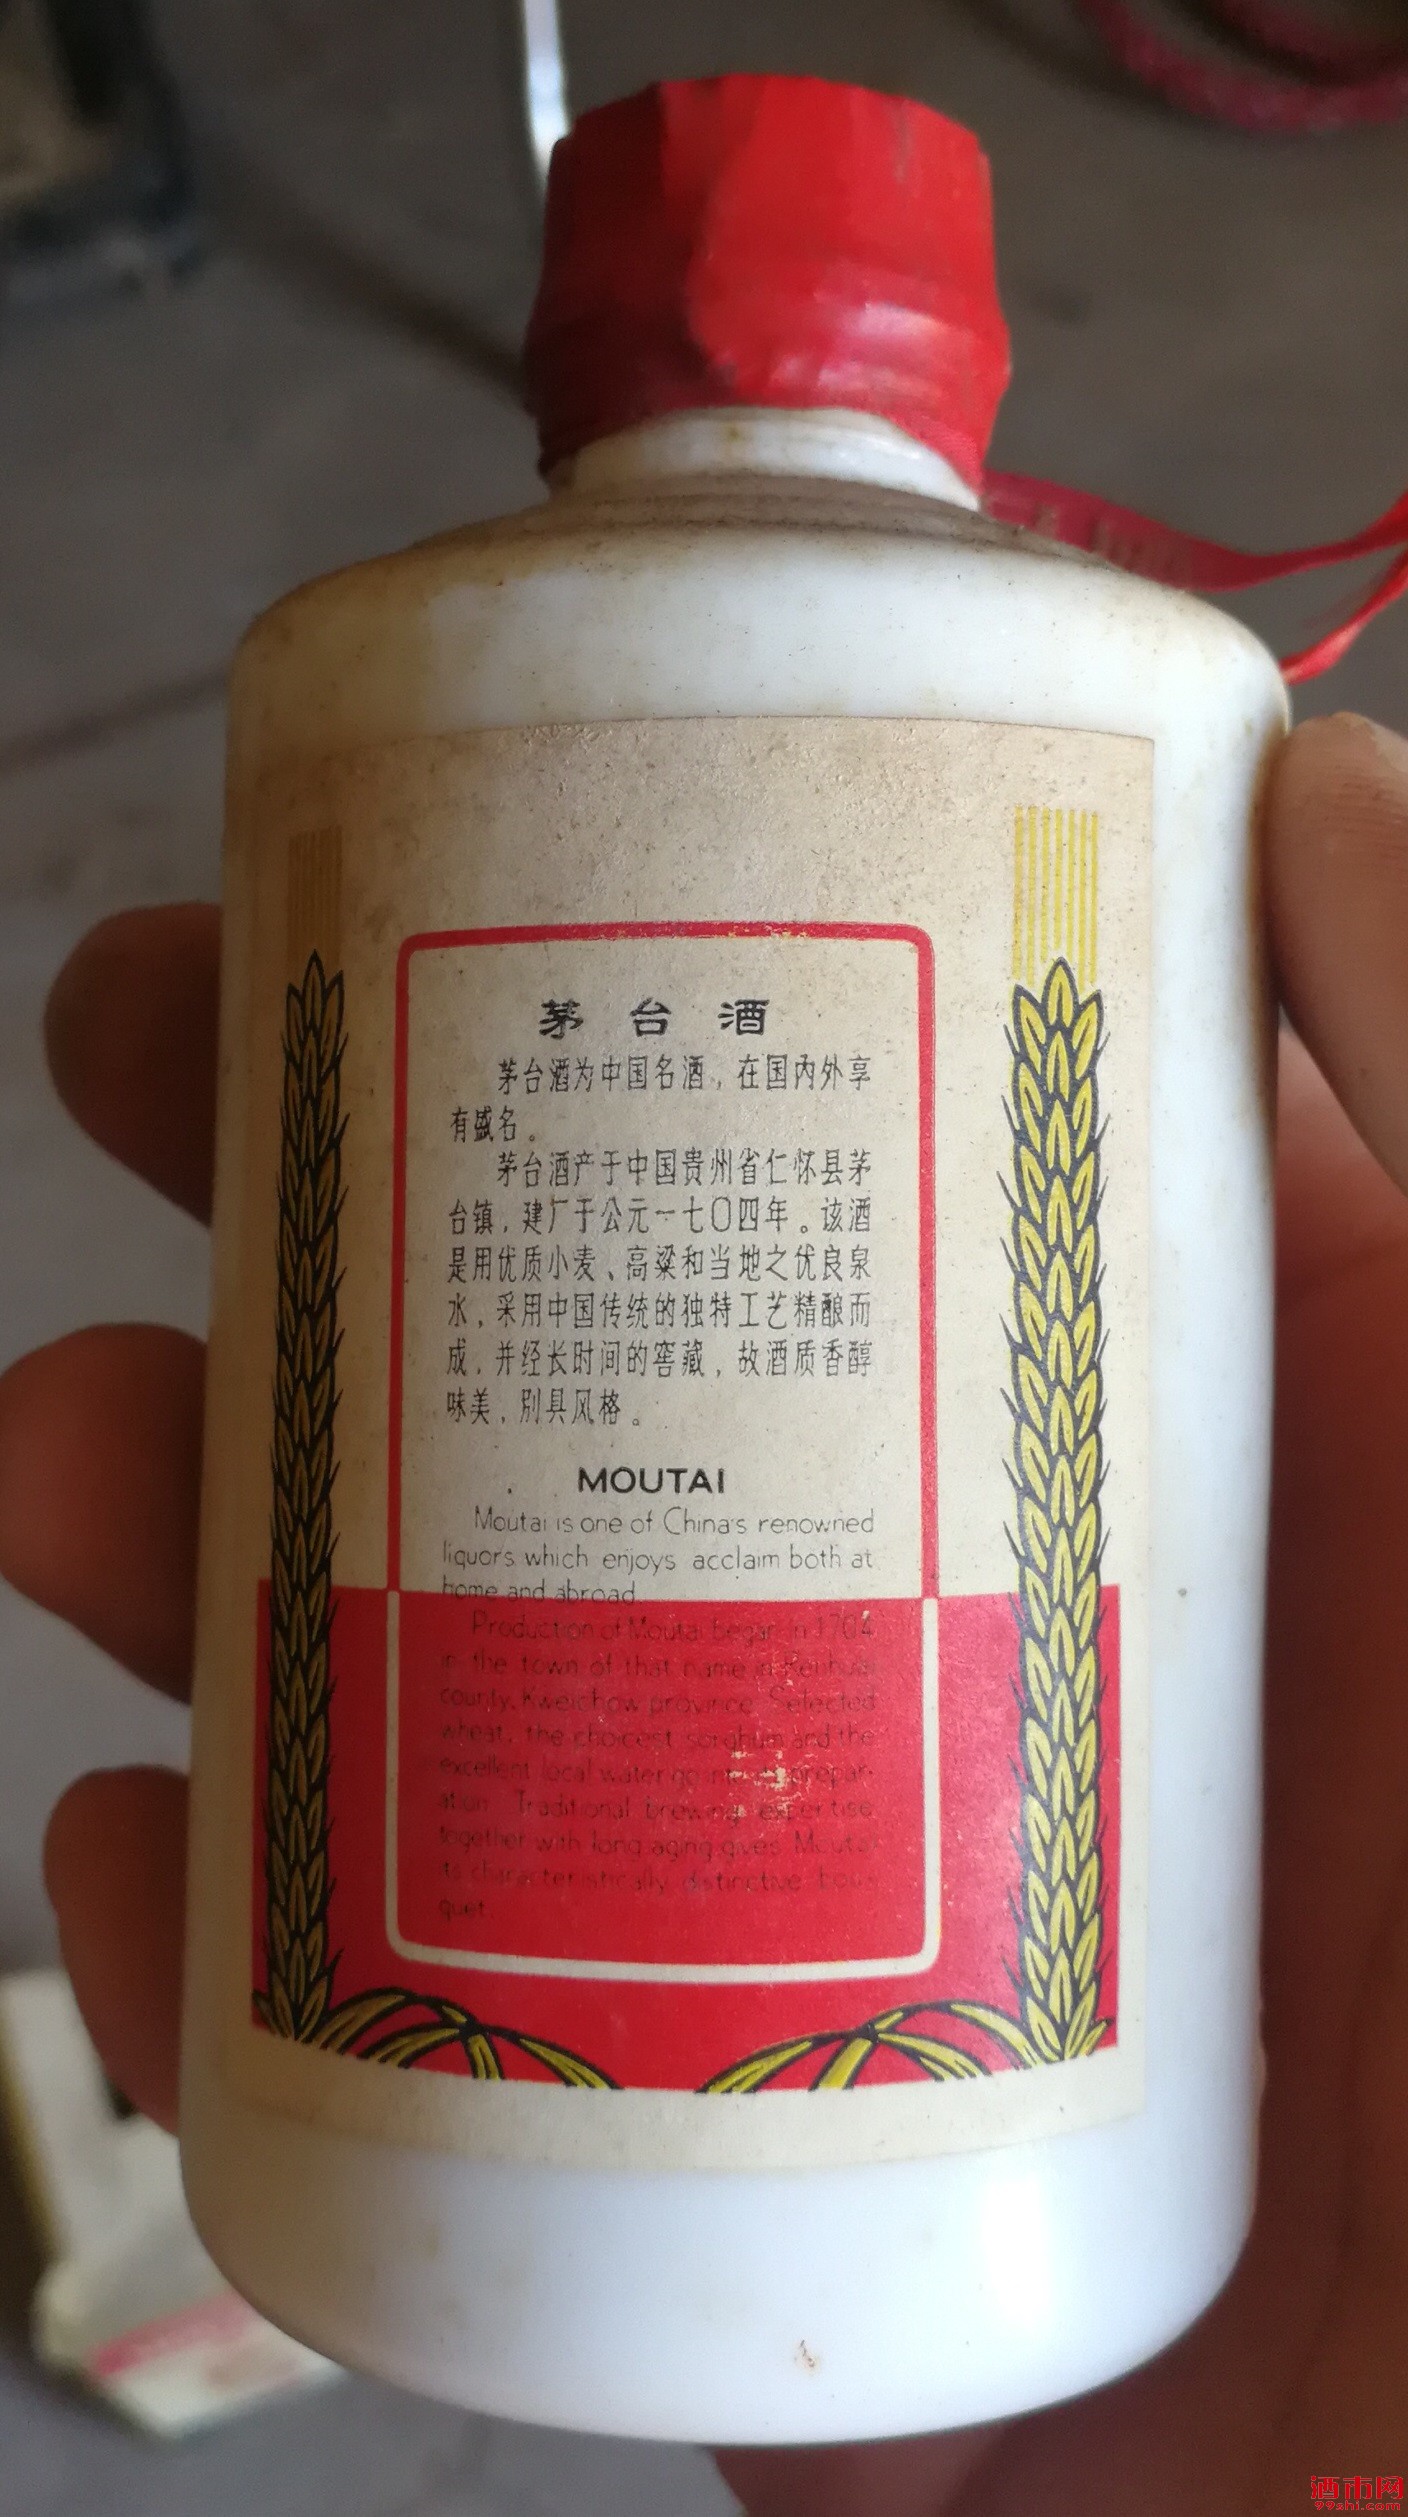 茅台酒
茅台酒为中国名酒，在国内外享
有盛名。
茅台酒产于中国贵州省仁怀县茅
台镇，建厂于公元一七〇四年。该酒
是用优质小麦、高粱和当地之优良泉
水，采用中国传统的独特工艺精酿而
成，并经长时间的窖藏，故酒质香醇
味美，别具风格。
MOUTAI
Moutai is one of China's renowned
liquors which enjoys acclaim both at
home and abroad.
Production of Moutai began in 1704
in the town of that name in
county, Kweichow province. Selected
wheat, the choicest sorghum and the
excellent local water go prepar-
ation. Traditional brewing expertise
together with long aging gives Moutai
its characteristically distinctive bou-
quet.
酒市网
99shi.com